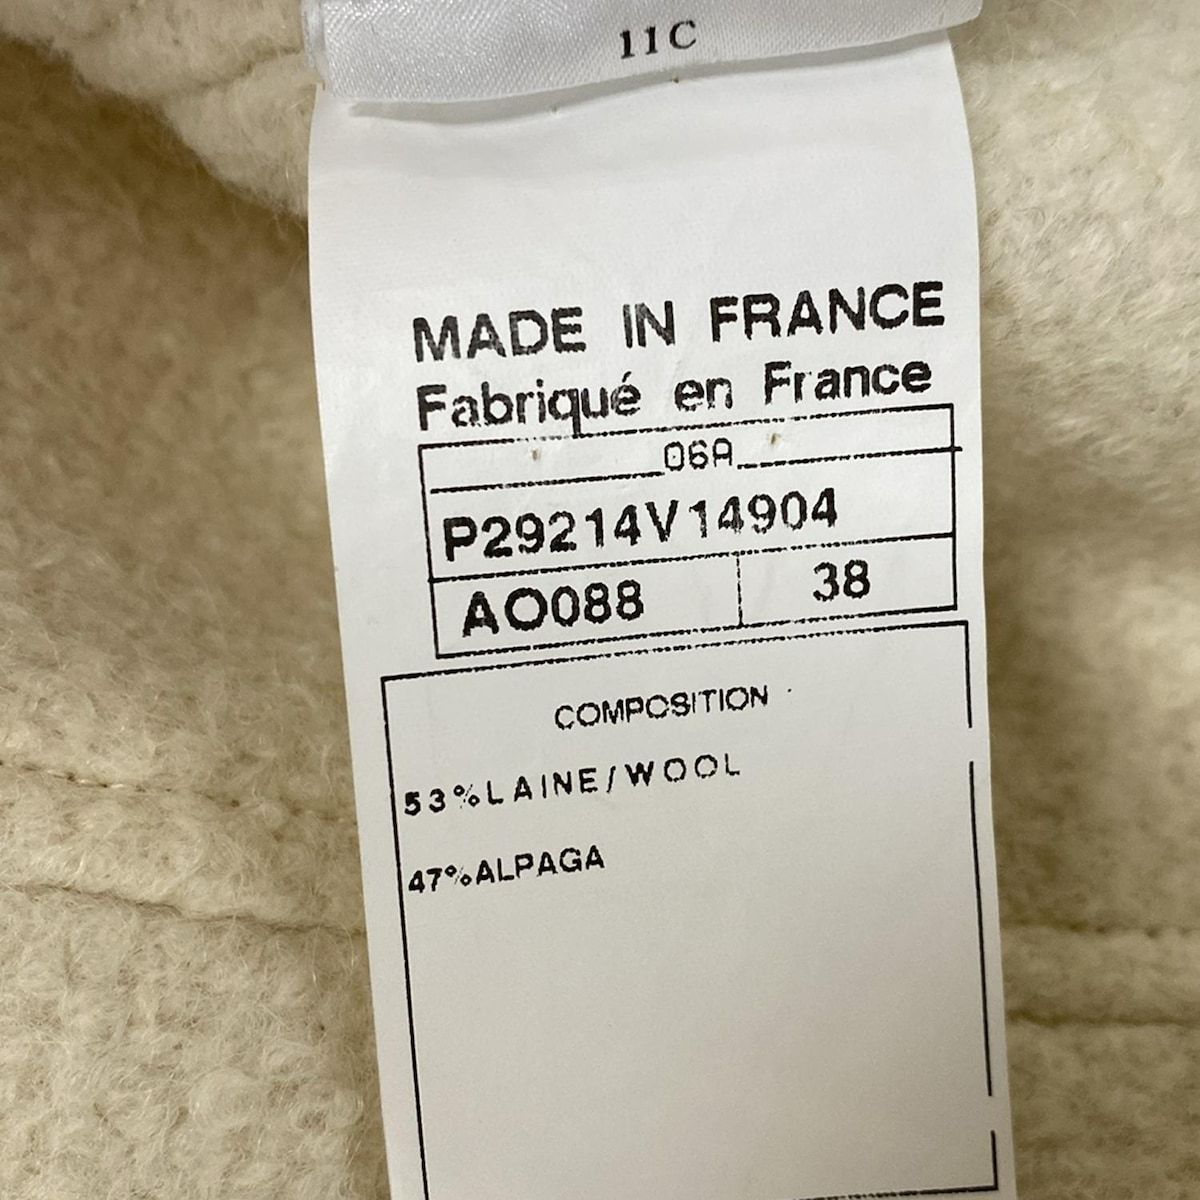 11C
MADE IN FRANCE
Fabriqué en France
06A
P29214V14904
AO088 38
COMPOSITION
53%LAINE/WOOL
47%ALPAGA